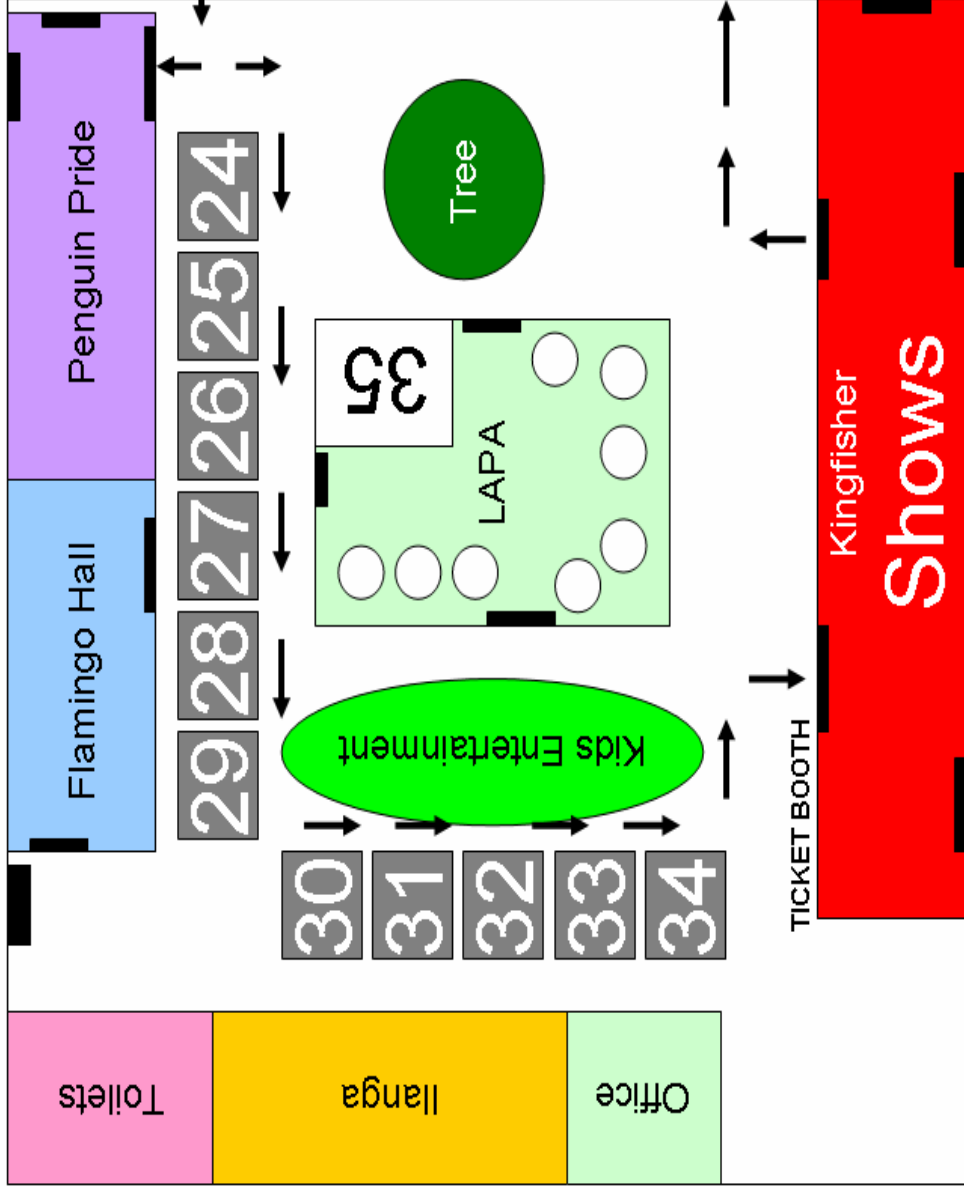 Penguin Pride
Flamingo Hall
24
25
26
27
28
29
Tree
35
LAPA
Kids Entertainment
30
31
32
33
34
TICKET BOOTH
Kingfisher
Shows
Toilets
Ilanga
Office